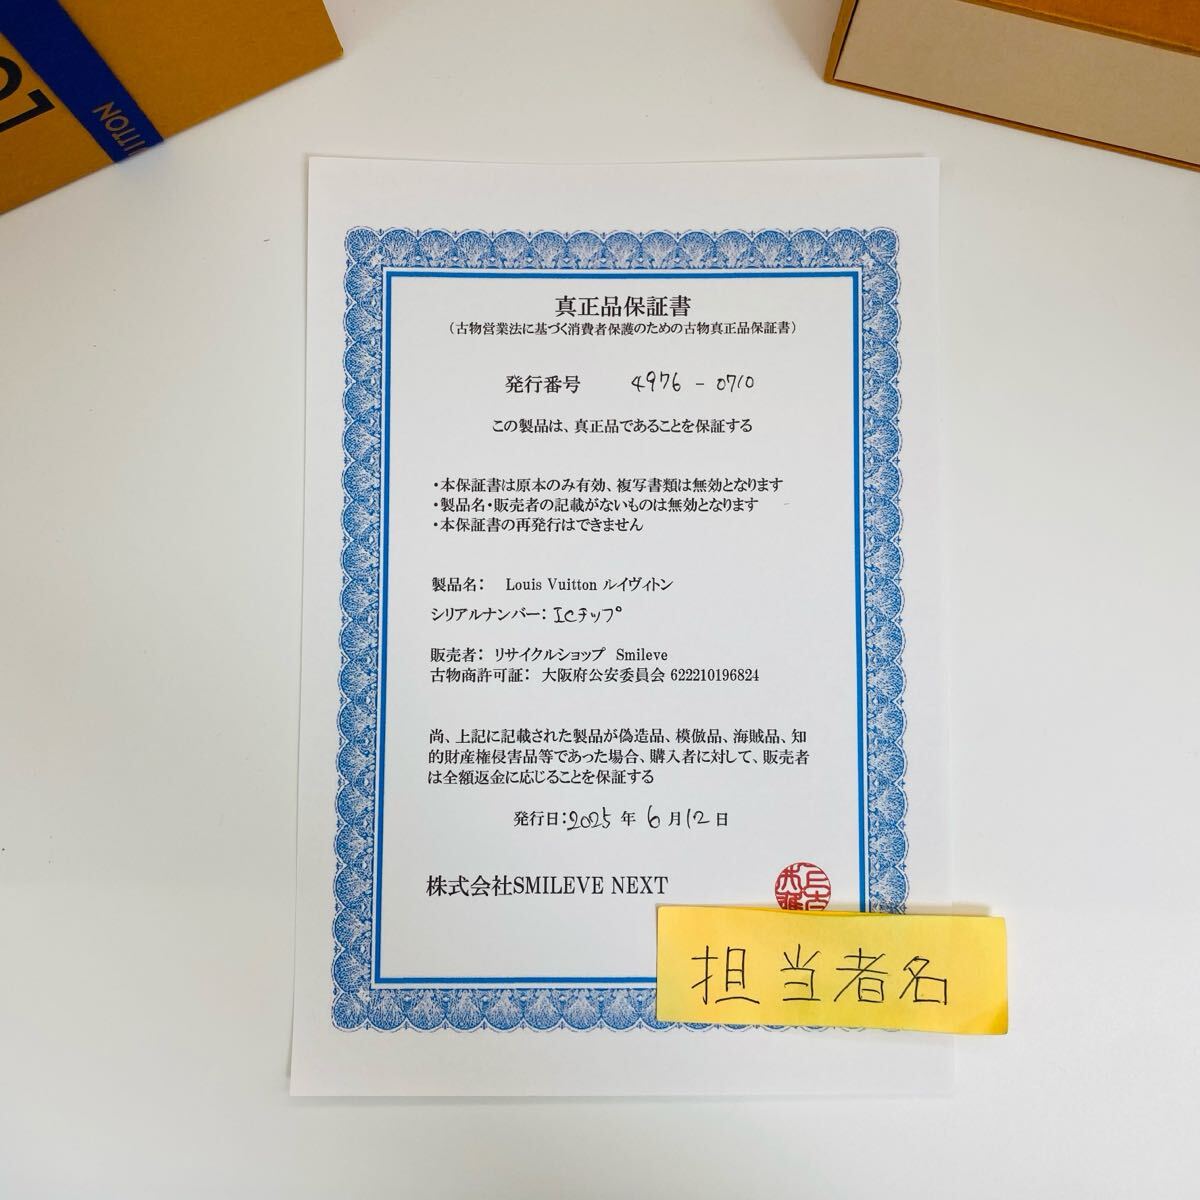 UITTON
真正品保証書
(古物営業法に基づく消費者保護のための古物真正品保証書)
発行番号 4976 - 0710
この製品は、真正品であることを保証する
・本保証書は原本のみ有効、複写書類は無効となります
・製品名・販売者の記載がないものは無効となります
・本保証書の再発行はできません
製品名: Louis Vuitton ルイヴィトン
シリアルナンバー: ICチップ
販売者: リサイクルショップ Smileve
古物商許可証: 大阪府公安委員会 622210196824
尚、上記に記載された製品が偽造品、模倣品、海賊品、知
的財産権侵害品等であった場合、購入者に対して、販売者
は全額返金に応じることを保証する
発行日:2025 年 6 月 12 日
株式会社SMILEVE NEXT
担当者名